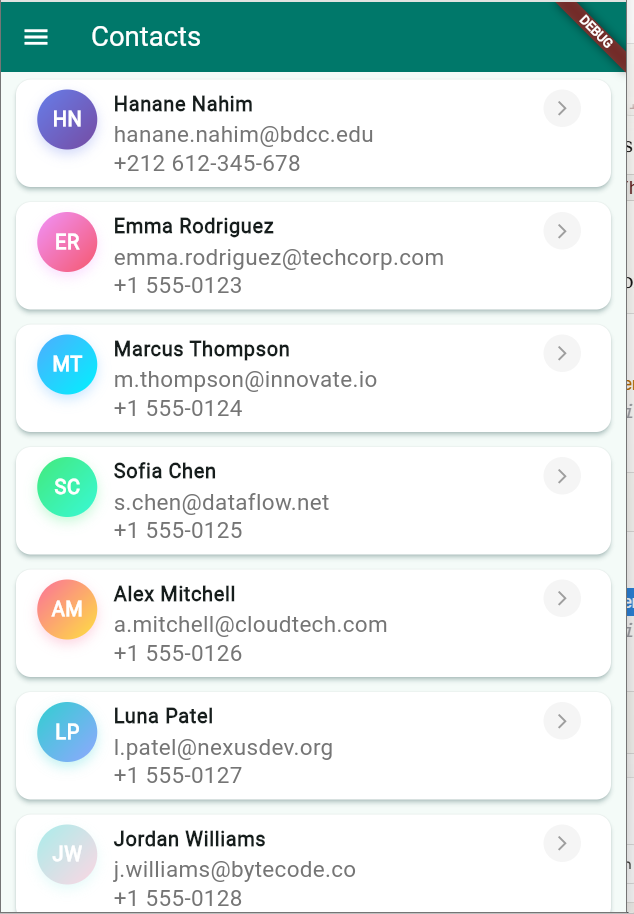 Contacts
DEBUG
HN
Hanane Nahim
hanane.nahim@bdcc.edu
+212 612-345-678
ER
Emma Rodriguez
emma.rodriguez@techcorp.com
+1 555-0123
MT
Marcus Thompson
m.thompson@innovate.io
+1 555-0124
SC
Sofia Chen
s.chen@dataflow.net
+1 555-0125
AM
Alex Mitchell
a.mitchell@cloudtech.com
+1 555-0126
LP
Luna Patel
l.patel@nexusdev.org
+1 555-0127
JW
Jordan Williams
j.williams@bytecode.co
+1 555-0128